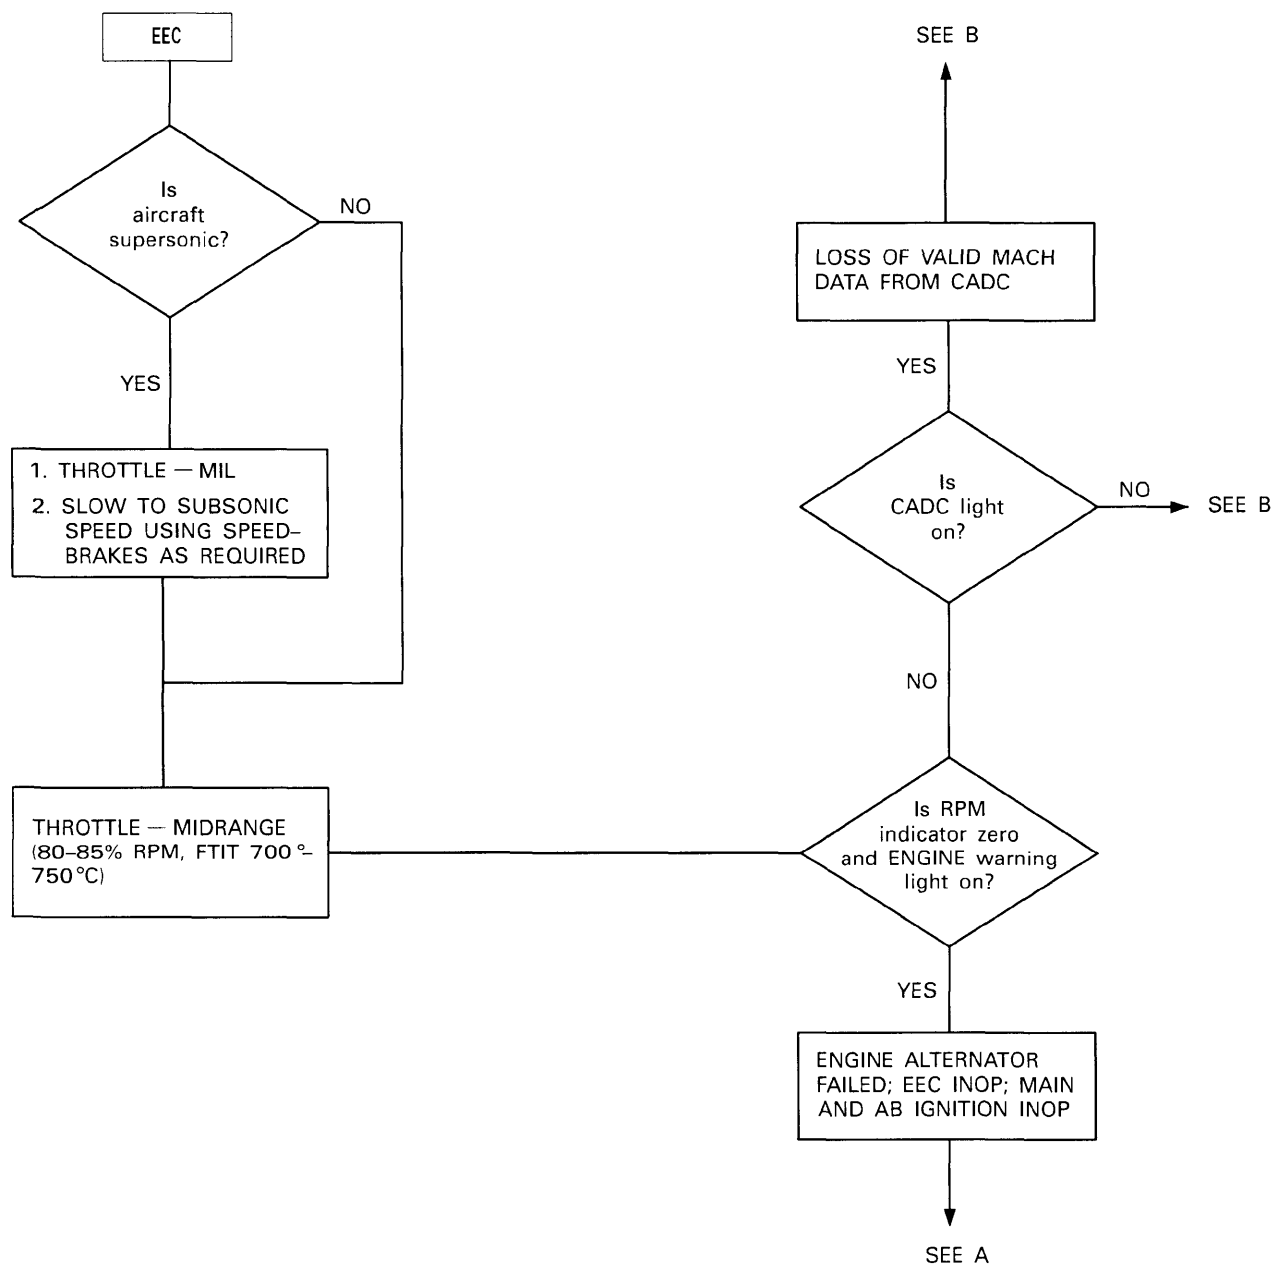 EEC
Is
aircraft
supersonic?
NO
YES
1. THROTTLE — MIL
2. SLOW TO SUBSONIC
SPEED USING SPEED–
BRAKES AS REQUIRED
THROTTLE — MIDRANGE
(80–85% RPM, FTIT 700°–
750°C)
SEE B
LOSS OF VALID MACH
DATA FROM CADC
YES
Is
CADC light
on?
NO
SEE B
NO
Is RPM
indicator zero
and ENGINE warning
light on?
YES
ENGINE ALTERNATOR
FAILED; EEC INOP; MAIN
AND AB IGNITION INOP
SEE A